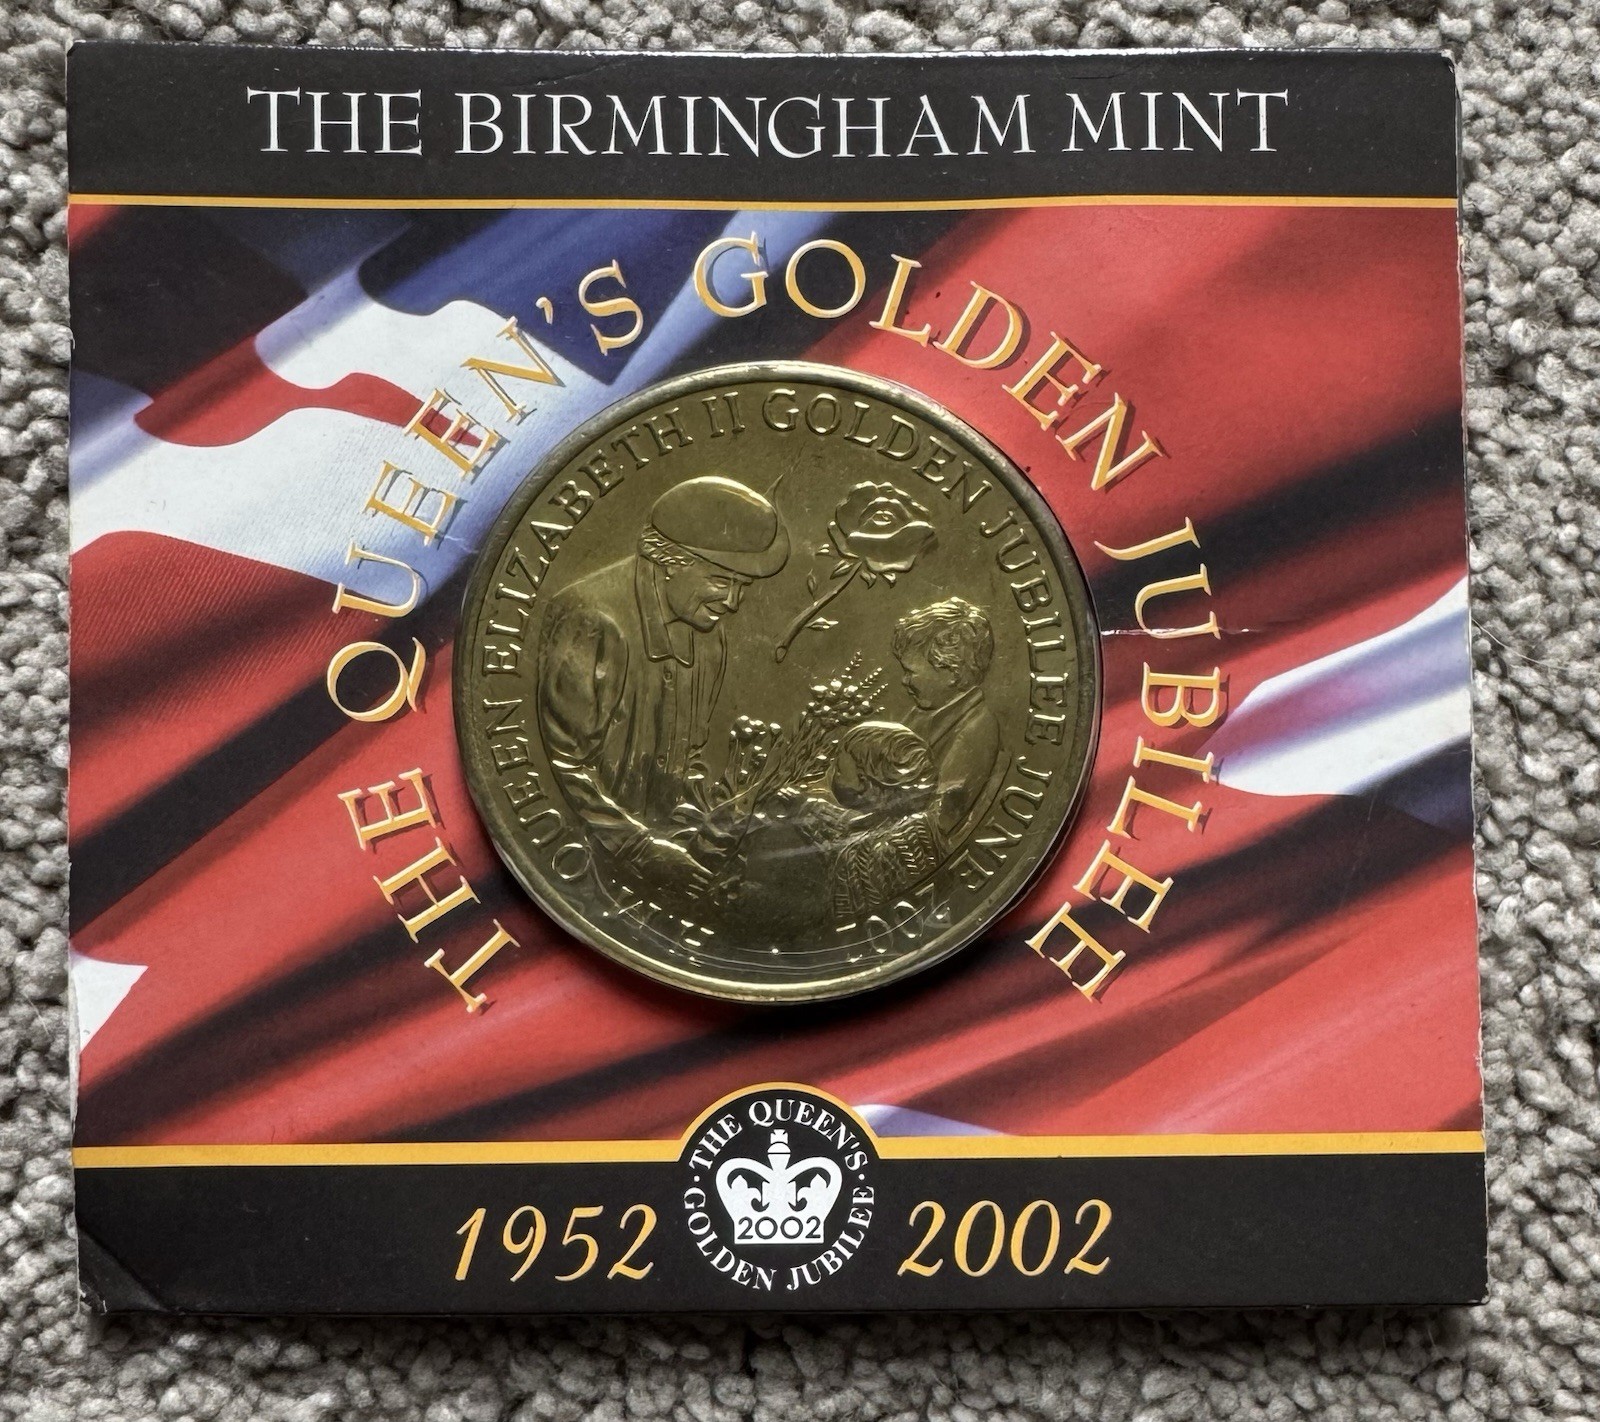 THE BIRMINGHAM MINT
THE QUEEN'S GOLDEN JUBILEE
QUEEN ELIZABETH II GOLDEN JUBILEE JUNE 2002
1952
·THE QUEEN'S·
GOLDEN JUBILEE
2002
2002